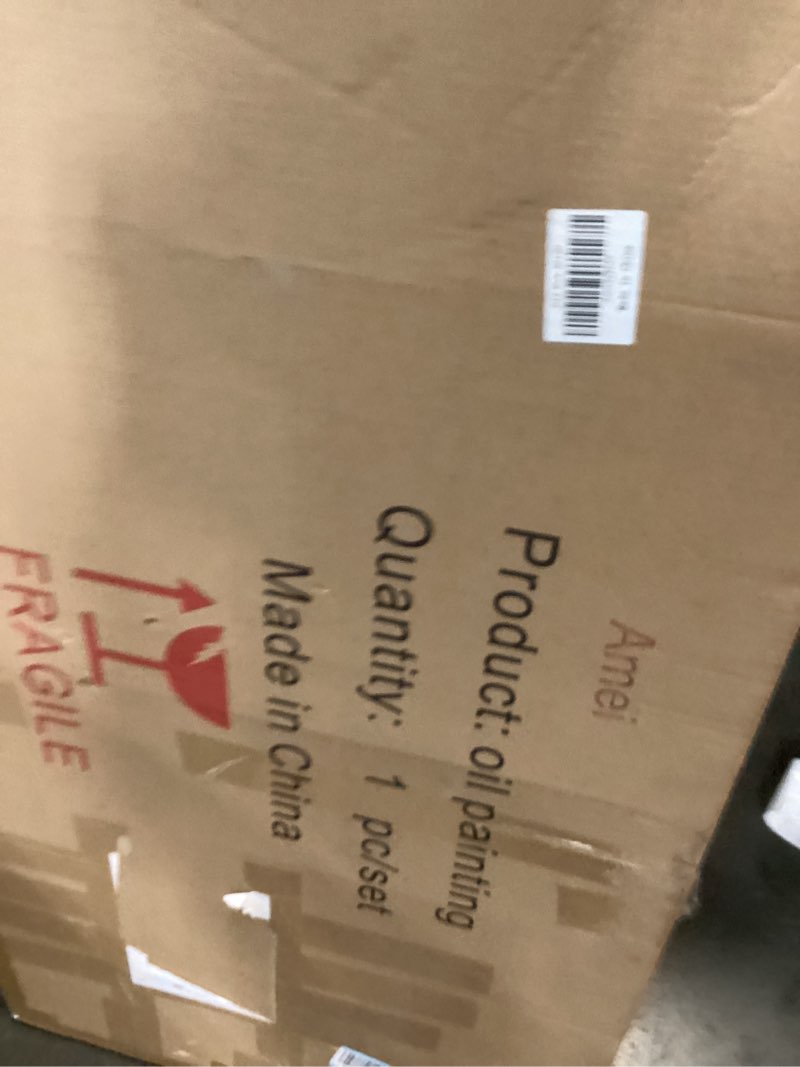 Amei
Product: oil painting
Quantity: 1 pc/set
Made in China
FRAGILE